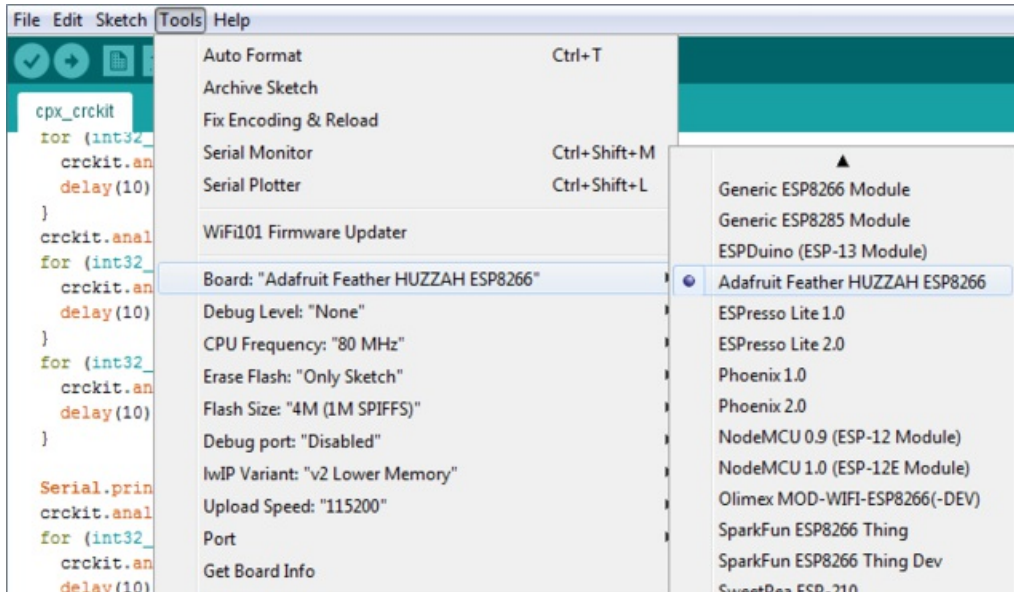 File Edit Sketch Tools Help
cpx_crckit
for (int32_
crckit.an
delay(10)
}
crckit.anal
for (int32_
crckit.an
delay(10)
}
for (int32_
crckit.an
delay(10)
}
Serial.prin
crckit.anal
for (int32_
crckit.an
delay(10)
Auto Format Ctrl+T
Archive Sketch
Fix Encoding & Reload
Serial Monitor Ctrl+Shift+M
Serial Plotter Ctrl+Shift+L
WiFi101 Firmware Updater
Board: "Adafruit Feather HUZZAH ESP8266"
Debug Level: "None"
CPU Frequency: "80 MHz"
Erase Flash: "Only Sketch"
Flash Size: "4M (1M SPIFFS)"
Debug port: "Disabled"
lwIP Variant: "v2 Lower Memory"
Upload Speed: "115200"
Port
Get Board Info
Generic ESP8266 Module
Generic ESP8285 Module
ESPDuino (ESP-13 Module)
Adafruit Feather HUZZAH ESP8266
ESPresso Lite 1.0
ESPresso Lite 2.0
Phoenix 1.0
Phoenix 2.0
NodeMCU 0.9 (ESP-12 Module)
NodeMCU 1.0 (ESP-12E Module)
Olimex MOD-WIFI-ESP8266(-DEV)
SparkFun ESP8266 Thing
SparkFun ESP8266 Thing Dev
SweetPea ESP-210